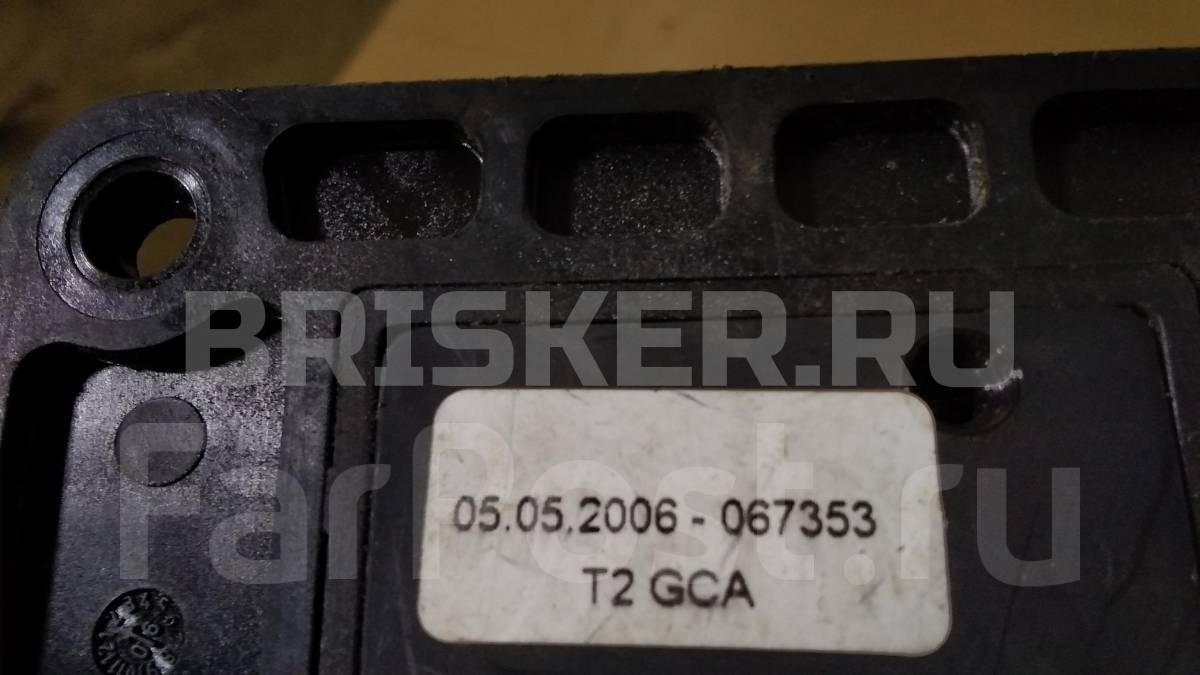 BRISKER.RU
FarPost.ru
05.05.2006 - 067353
T2 GCA